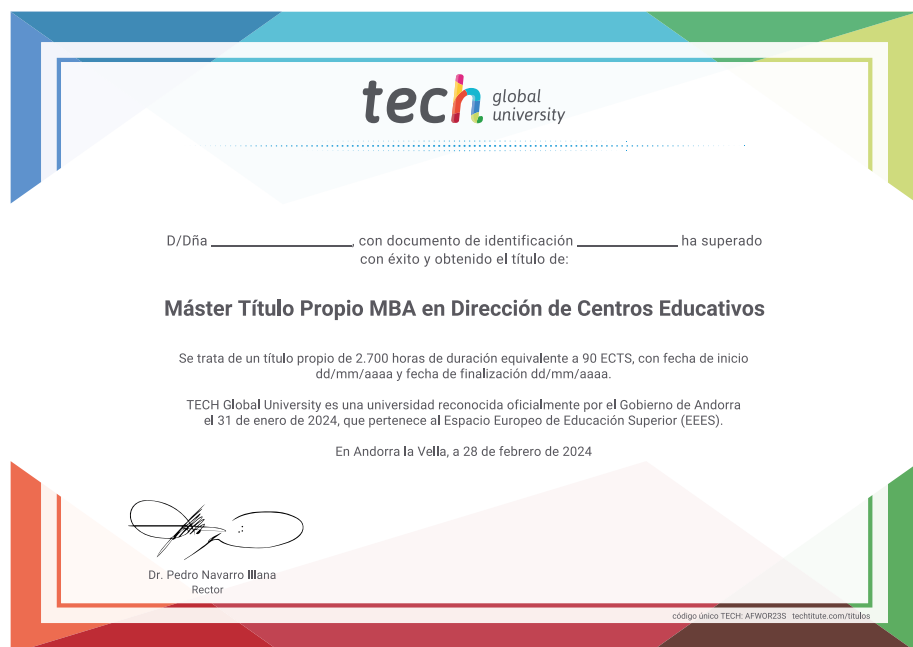 tech global university
D/Dña ____________________, con documento de identificación ______________ ha superado
con éxito y obtenido el título de:
Máster Título Propio MBA en Dirección de Centros Educativos
Se trata de un título propio de 2.700 horas de duración equivalente a 90 ECTS, con fecha de inicio
dd/mm/aaaa y fecha de finalización dd/mm/aaaa.
TECH Global University es una universidad reconocida oficialmente por el Gobierno de Andorra
el 31 de enero de 2024, que pertenece al Espacio Europeo de Educación Superior (EEES).
En Andorra la Vella, a 28 de febrero de 2024
Dr. Pedro Navarro Illana
Rector
código único TECH: AFWOR23S techtitute.com/titulos